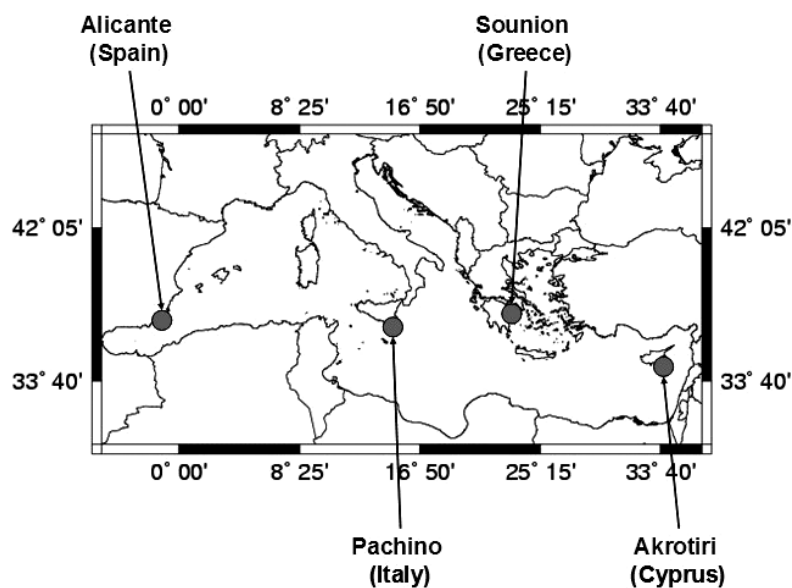 Alicante
(Spain)
Sounion
(Greece)
0° 00' 8° 25' 16° 50' 25° 15' 33° 40'
42° 05' 42° 05'
33° 40' 33° 40'
0° 00' 8° 25' 16° 50' 25° 15' 33° 40'
Pachino
(Italy)
Akrotiri
(Cyprus)